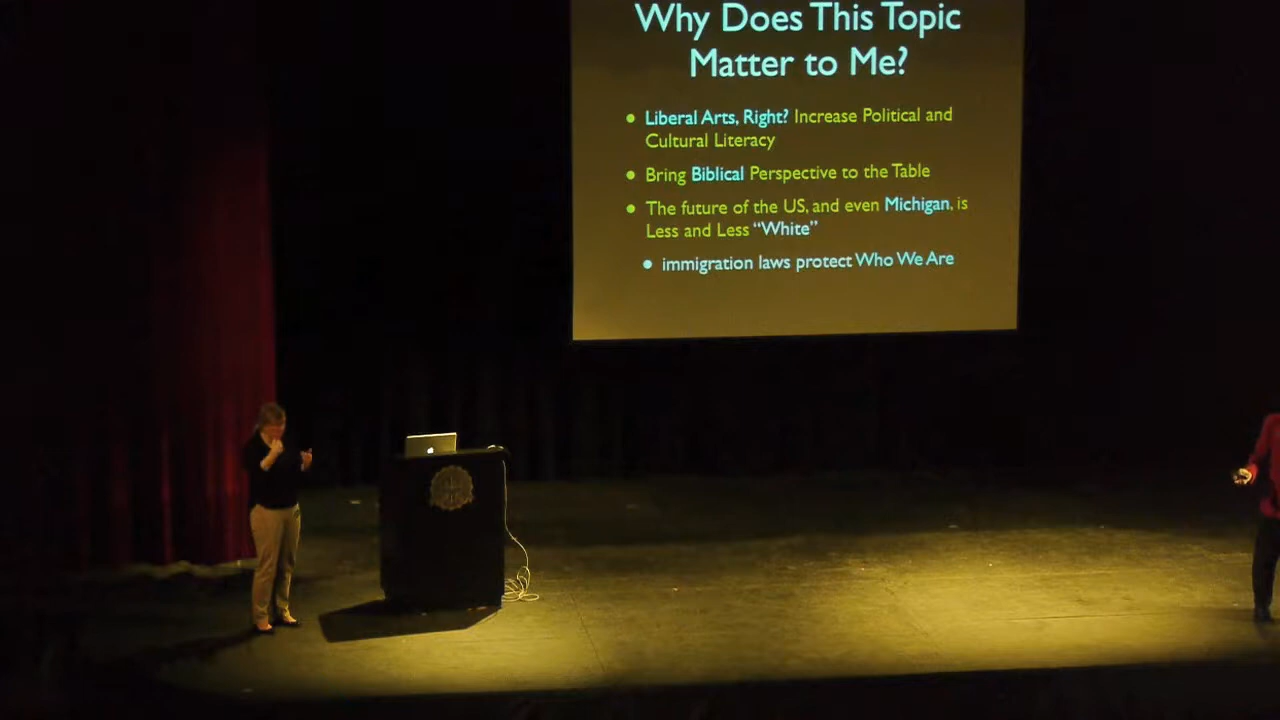 Why Does This Topic
Matter to Me?
• Liberal Arts, Right? Increase Political and
Cultural Literacy
• Bring Biblical Perspective to the Table
• The future of the US, and even Michigan, is
Less and Less “White”
• immigration laws protect Who We Are